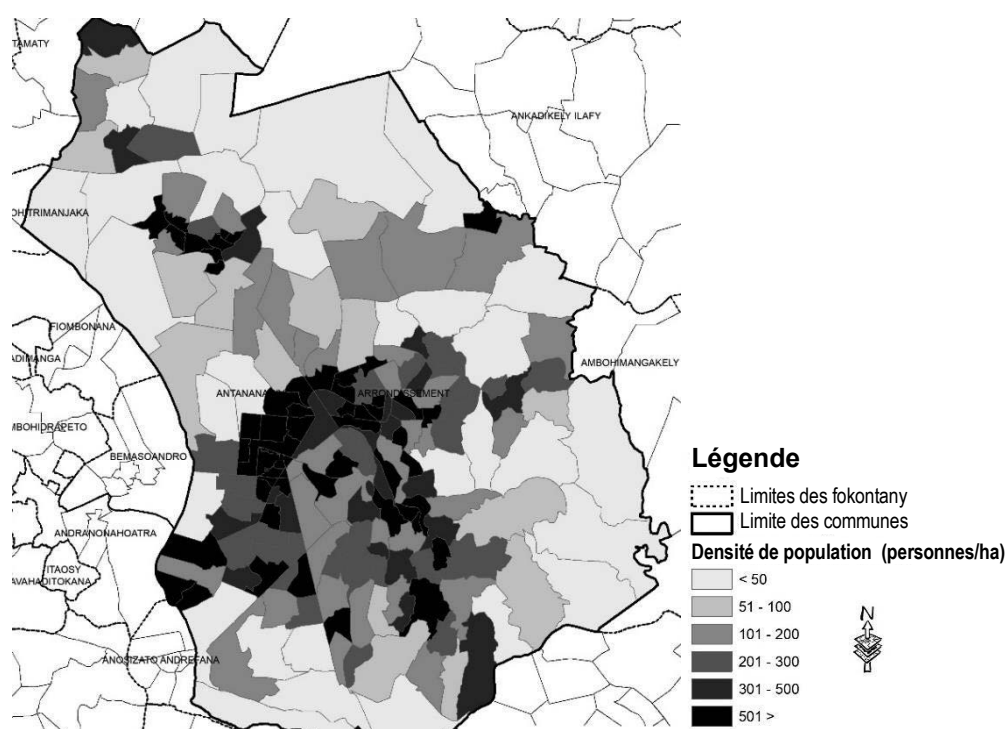 TAMATY
ANKADIKELY ILAFY
OHITRIMANJAKA
FIOMBONANA
ADIMANGA
AMBOHIMANGAKELY
ANTANANA
ARRONDISSEMENT
MBOHIDRAPETO
BEMASOANDRO
Légende
Limites des fokontany
Limite des communes
ANDRANONAHOATRA
Densité de population (personnes/ha)
ITAOSY
AVAHADITOKANA
< 50
51 - 100
N
101 - 200
201 - 300
ANOSIZATO ANDREFANA
301 - 500
501 >